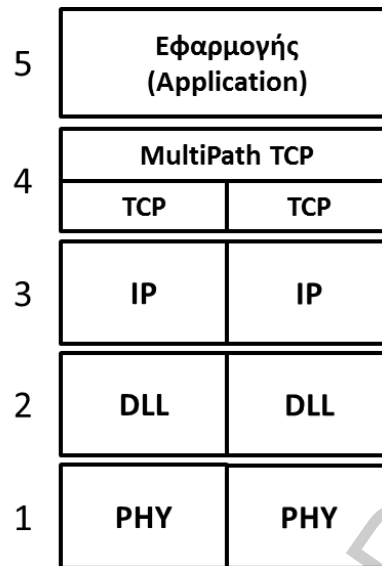 5
Εφαρμογής
(Application)
4
MultiPath TCP
TCP TCP
3
IP IP
2
DLL DLL
1
PHY PHY